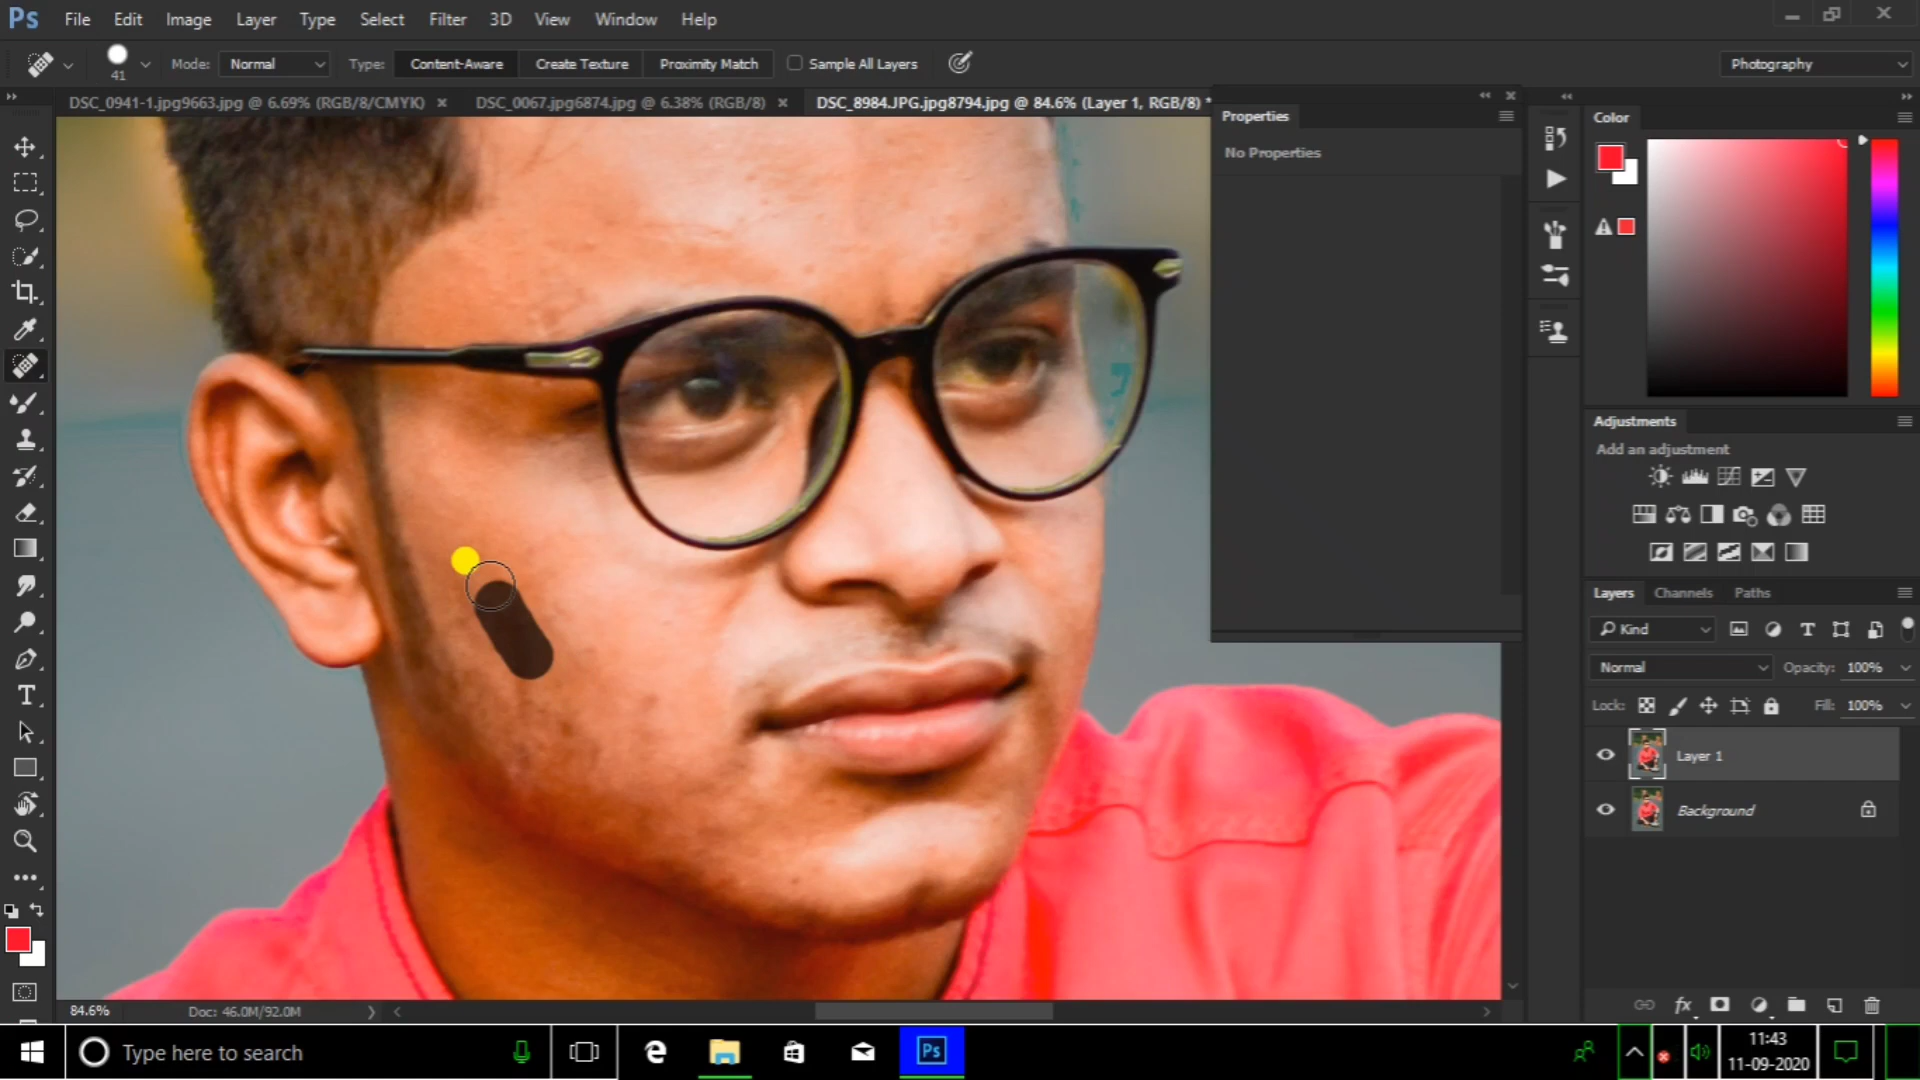 Ps File Edit Image Layer Type Select Filter 3D View Window Help
41 Mode: Normal Type: Content-Aware Create Texture Proximity Match Sample All Layers Photography
DSC_0941-1.jpg9663.jpg @ 6.69% (RGB/8/CMYK) DSC_0067.jpg6874.jpg @ 6.38% (RGB/8) DSC_8984.JPG.jpg8794.jpg @ 84.6% (Layer 1, RGB/8) *
Properties
No Properties
Color
Adjustments
Add an adjustment
Layers Channels Paths
Kind
Normal Opacity: 100%
Lock: Fill: 100%
Layer 1
Background
fx
84.6% Doc: 46.0M/92.0M
Type here to search
Ps
11:43
11-09-2020